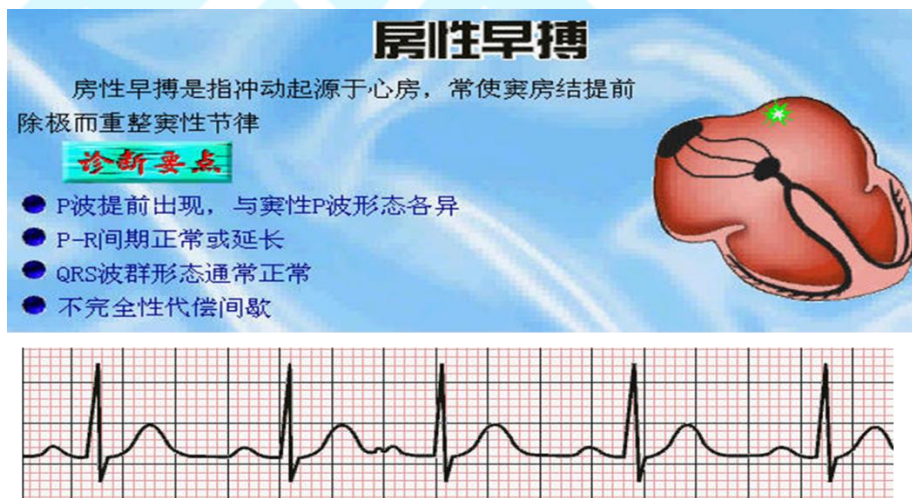 房性早搏
房性早搏是指冲动起源于心房，常使窦房结提前
除极而重整窦性节律
诊断要点
P波提前出现，与窦性P波形态各异
P-R间期正常或延长
QRS波群形态通常正常
不完全性代偿间歇